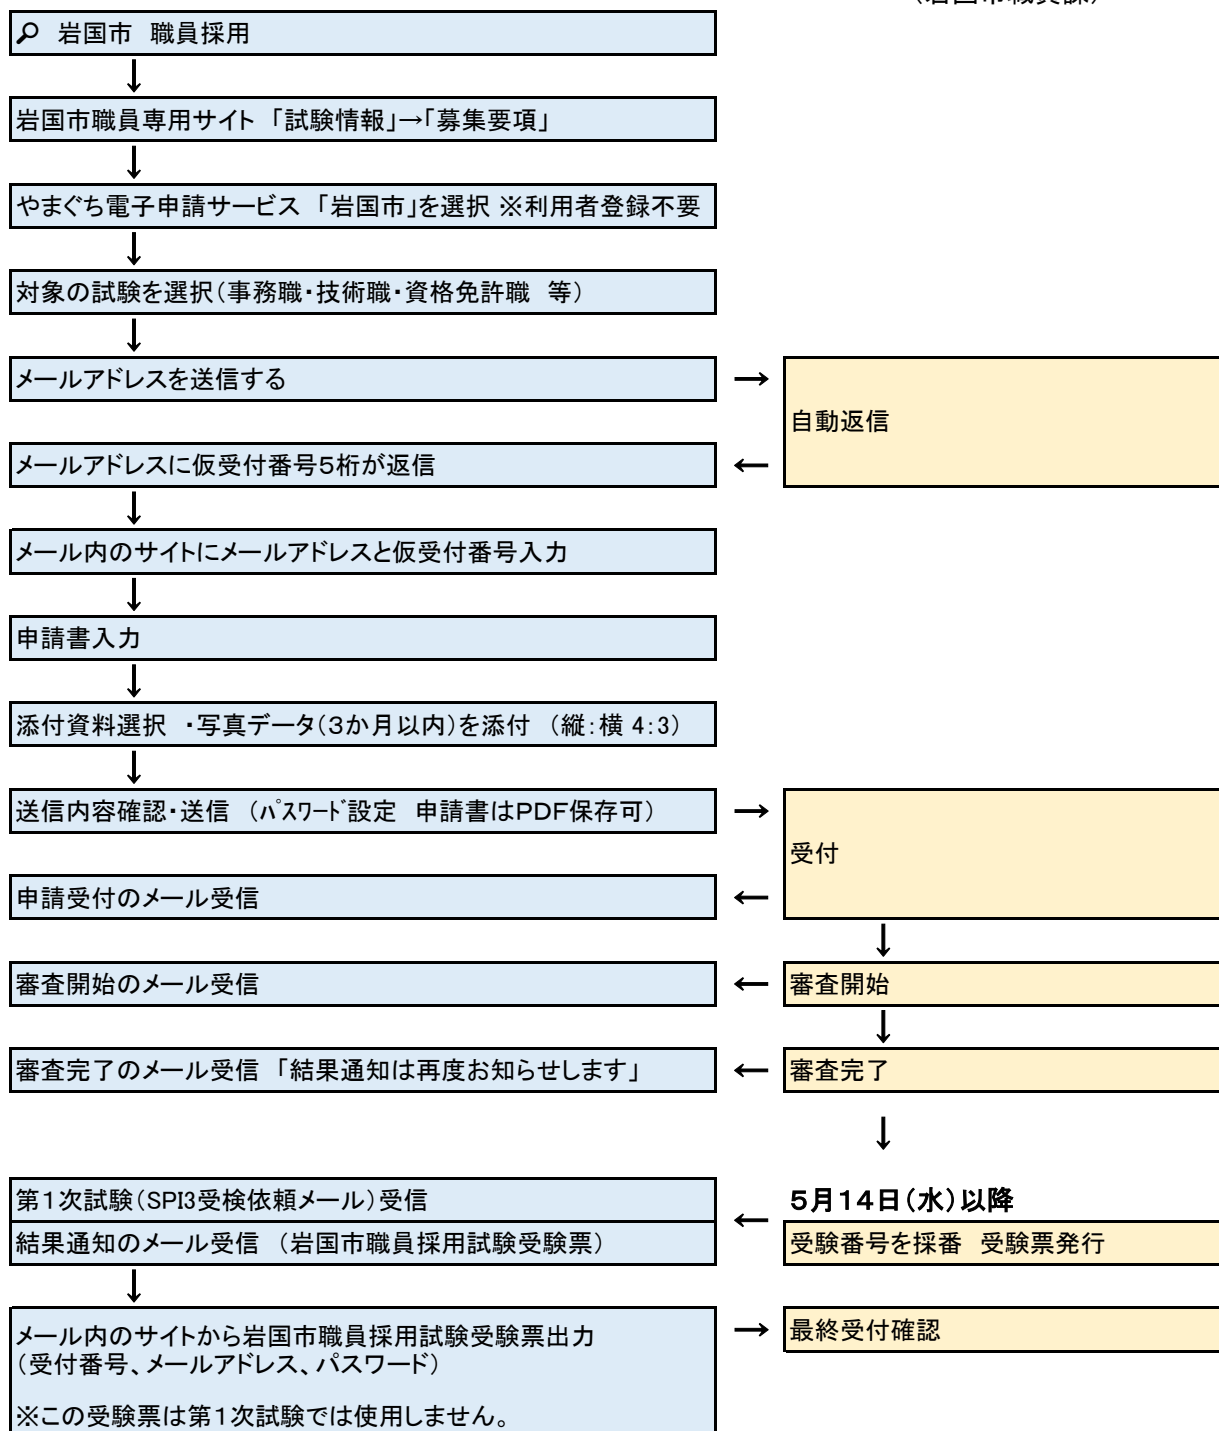 🔎 岩国市　職員採用
↓
岩国市職員専用サイト　「試験情報」→「募集要項」
↓
やまぐち電子申請サービス　「岩国市」を選択 ※利用者登録不要
↓
対象の試験を選択（事務職・技術職・資格免許職　等）
↓
メールアドレスを送信する
→
自動返信
メールアドレスに仮受付番号５桁が返信
←
↓
メール内のサイトにメールアドレスと仮受付番号入力
↓
申請書入力
↓
添付資料選択　・写真データ（３か月以内）を添付　（縦：横 4：3）
↓
送信内容確認・送信　（ﾊﾟｽﾜｰﾄﾞ設定　申請書はＰＤＦ保存可）
→
受付
申請受付のメール受信
←
↓
審査開始のメール受信
←
審査開始
↓
審査完了のメール受信　「結果通知は再度お知らせします」
←
審査完了
↓
第１次試験（SPI3受検依頼メール）受信
５月１４日（水）以降
←
結果通知のメール受信　（岩国市職員採用試験受験票）
受験番号を採番　受験票発行
↓
メール内のサイトから岩国市職員採用試験受験票出力
→
最終受付確認
（受付番号、メールアドレス、パスワード）
※この受験票は第１次試験では使用しません。